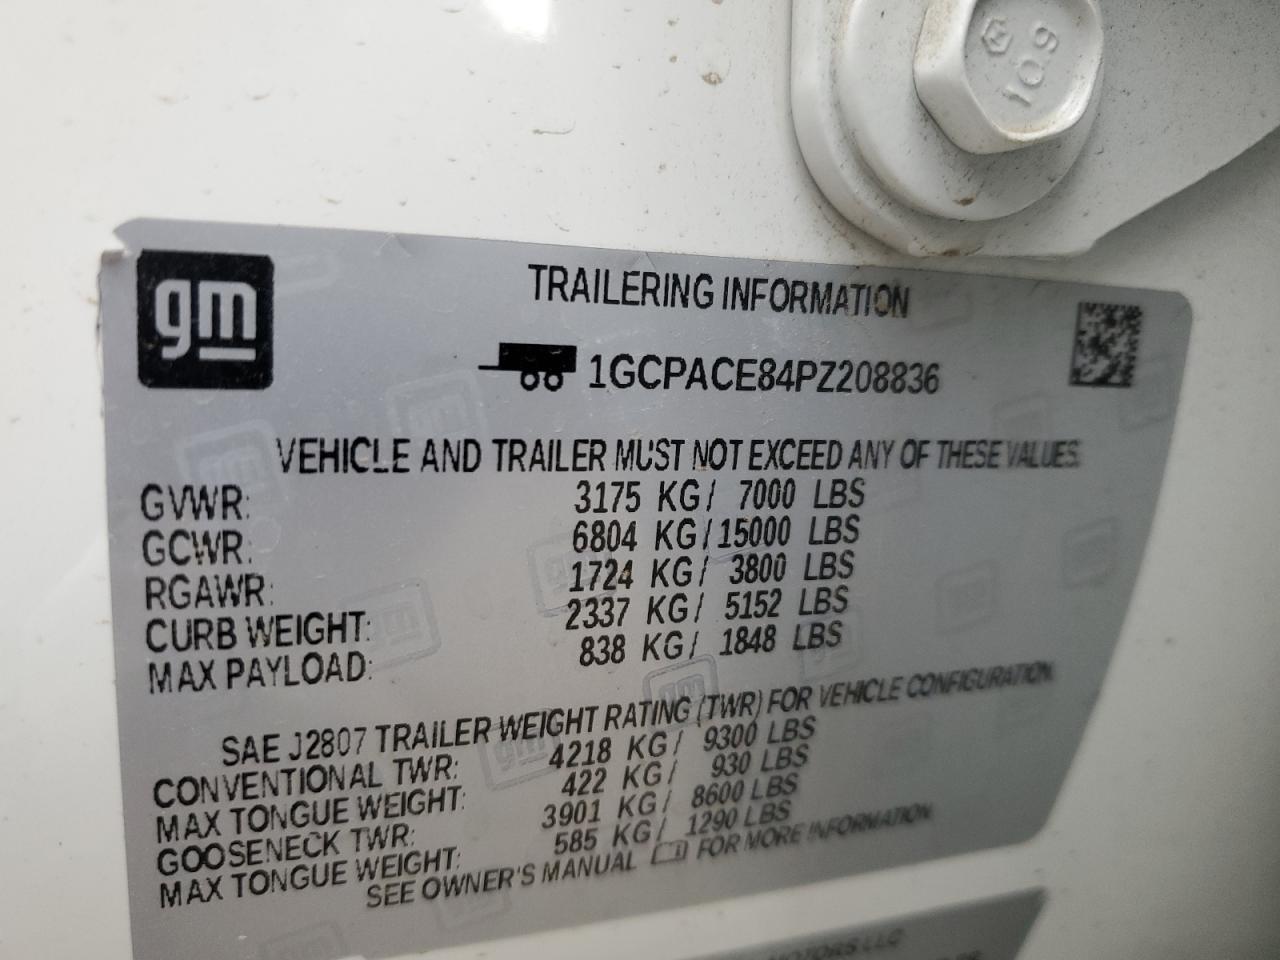 10.9
gm
TRAILERING INFORMATION
1GCPACE84PZ208836
VEHICLE AND TRAILER MUST NOT EXCEED ANY OF THESE VALUES.
GVWR: 3175 KG/ 7000 LBS
GCWR: 6804 KG/15000 LBS
RGAWR: 1724 KG/ 3800 LBS
CURB WEIGHT: 2337 KG/ 5152 LBS
MAX PAYLOAD: 838 KG/ 1848 LBS
SAE J2807 TRAILER WEIGHT RATING (TWR) FOR VEHICLE CONFIGURATION.
CONVENTIONAL TWR: 4218 KG/ 9300 LBS
MAX TONGUE WEIGHT: 422 KG/ 930 LBS
GOOSENECK TWR: 3901 KG/ 8600 LBS
MAX TONGUE WEIGHT: 585 KG/ 1290 LBS
SEE OWNER'S MANUAL FOR MORE INFORMATION
MOTORS LLC